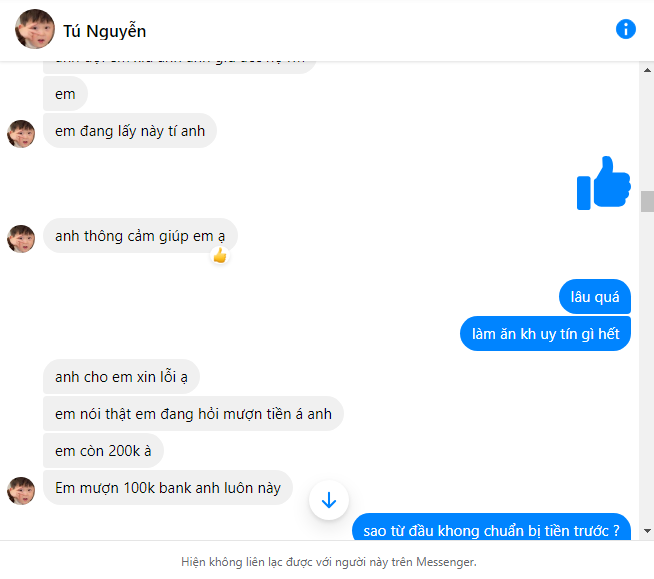 Tú Nguyễn
em
em đang lấy này tí anh
anh thông cảm giúp em ạ
lâu quá
làm ăn kh uy tín gì hết
anh cho em xin lỗi ạ
em nói thật em đang hỏi mượn tiền á anh
em còn 200k à
Em mượn 100k bank anh luôn này
sao từ đầu khong chuẩn bị tiền trước ?
Hiện không liên lạc được với người này trên Messenger.